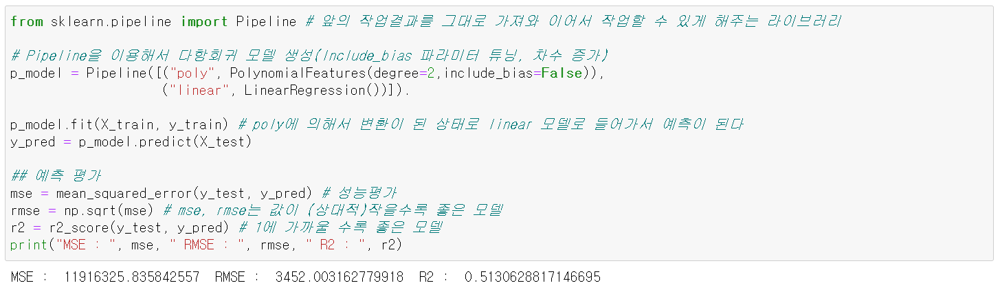 from sklearn.pipeline import Pipeline # 앞의 작업결과를 그대로 가져와 이어서 작업할 수 있게 해주는 라이브러리
# Pipeline을 이용해서 다항회귀 모델 생성(Include_bias 파라미터 튜닝, 차수 증가)
p_model = Pipeline([("poly", PolynomialFeatures(degree=2,include_bias=False)),
("linear", LinearRegression())]).
p_model.fit(X_train, y_train) # poly에 의해서 변환이 된 상태로 linear 모델로 들어가서 예측이 된다
y_pred = p_model.predict(X_test)
## 예측 평가
mse = mean_squared_error(y_test, y_pred) # 성능평가
rmse = np.sqrt(mse) # mse, rmse는 값이 (상대적)작을수록 좋은 모델
r2 = r2_score(y_test, y_pred) # 1에 가까울 수록 좋은 모델
print("MSE : ", mse, " RMSE : ", rmse, " R2 : ", r2)
MSE :  11916325.835842557  RMSE :  3452.003162779918  R2 :  0.5130628817146695